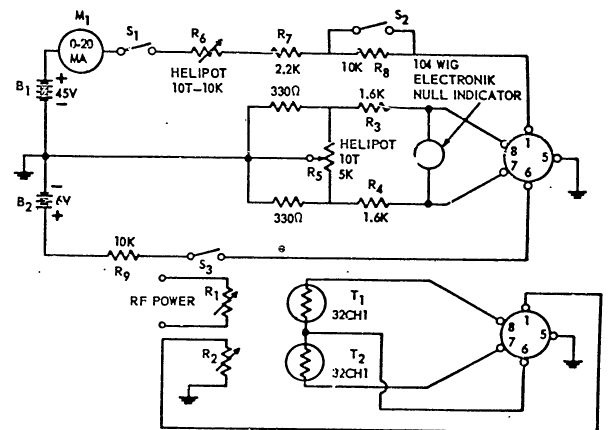 M1
S1
0-20
MA
R6
HELIPOT
10T-10K
R7
2.2K
S2
10K R8
104 WIG
ELECTRONIK
NULL INDICATOR
B1
+
45V
−
330Ω
1.6K
R3
HELIPOT
10T
5K
R5
R4
330Ω
1.6K
1
8
7
5
6
−
B2
6V
+
10K
R9
S3
RF POWER
R1
R2
T1
32CH1
T2
32CH1
1
8
7
5
6